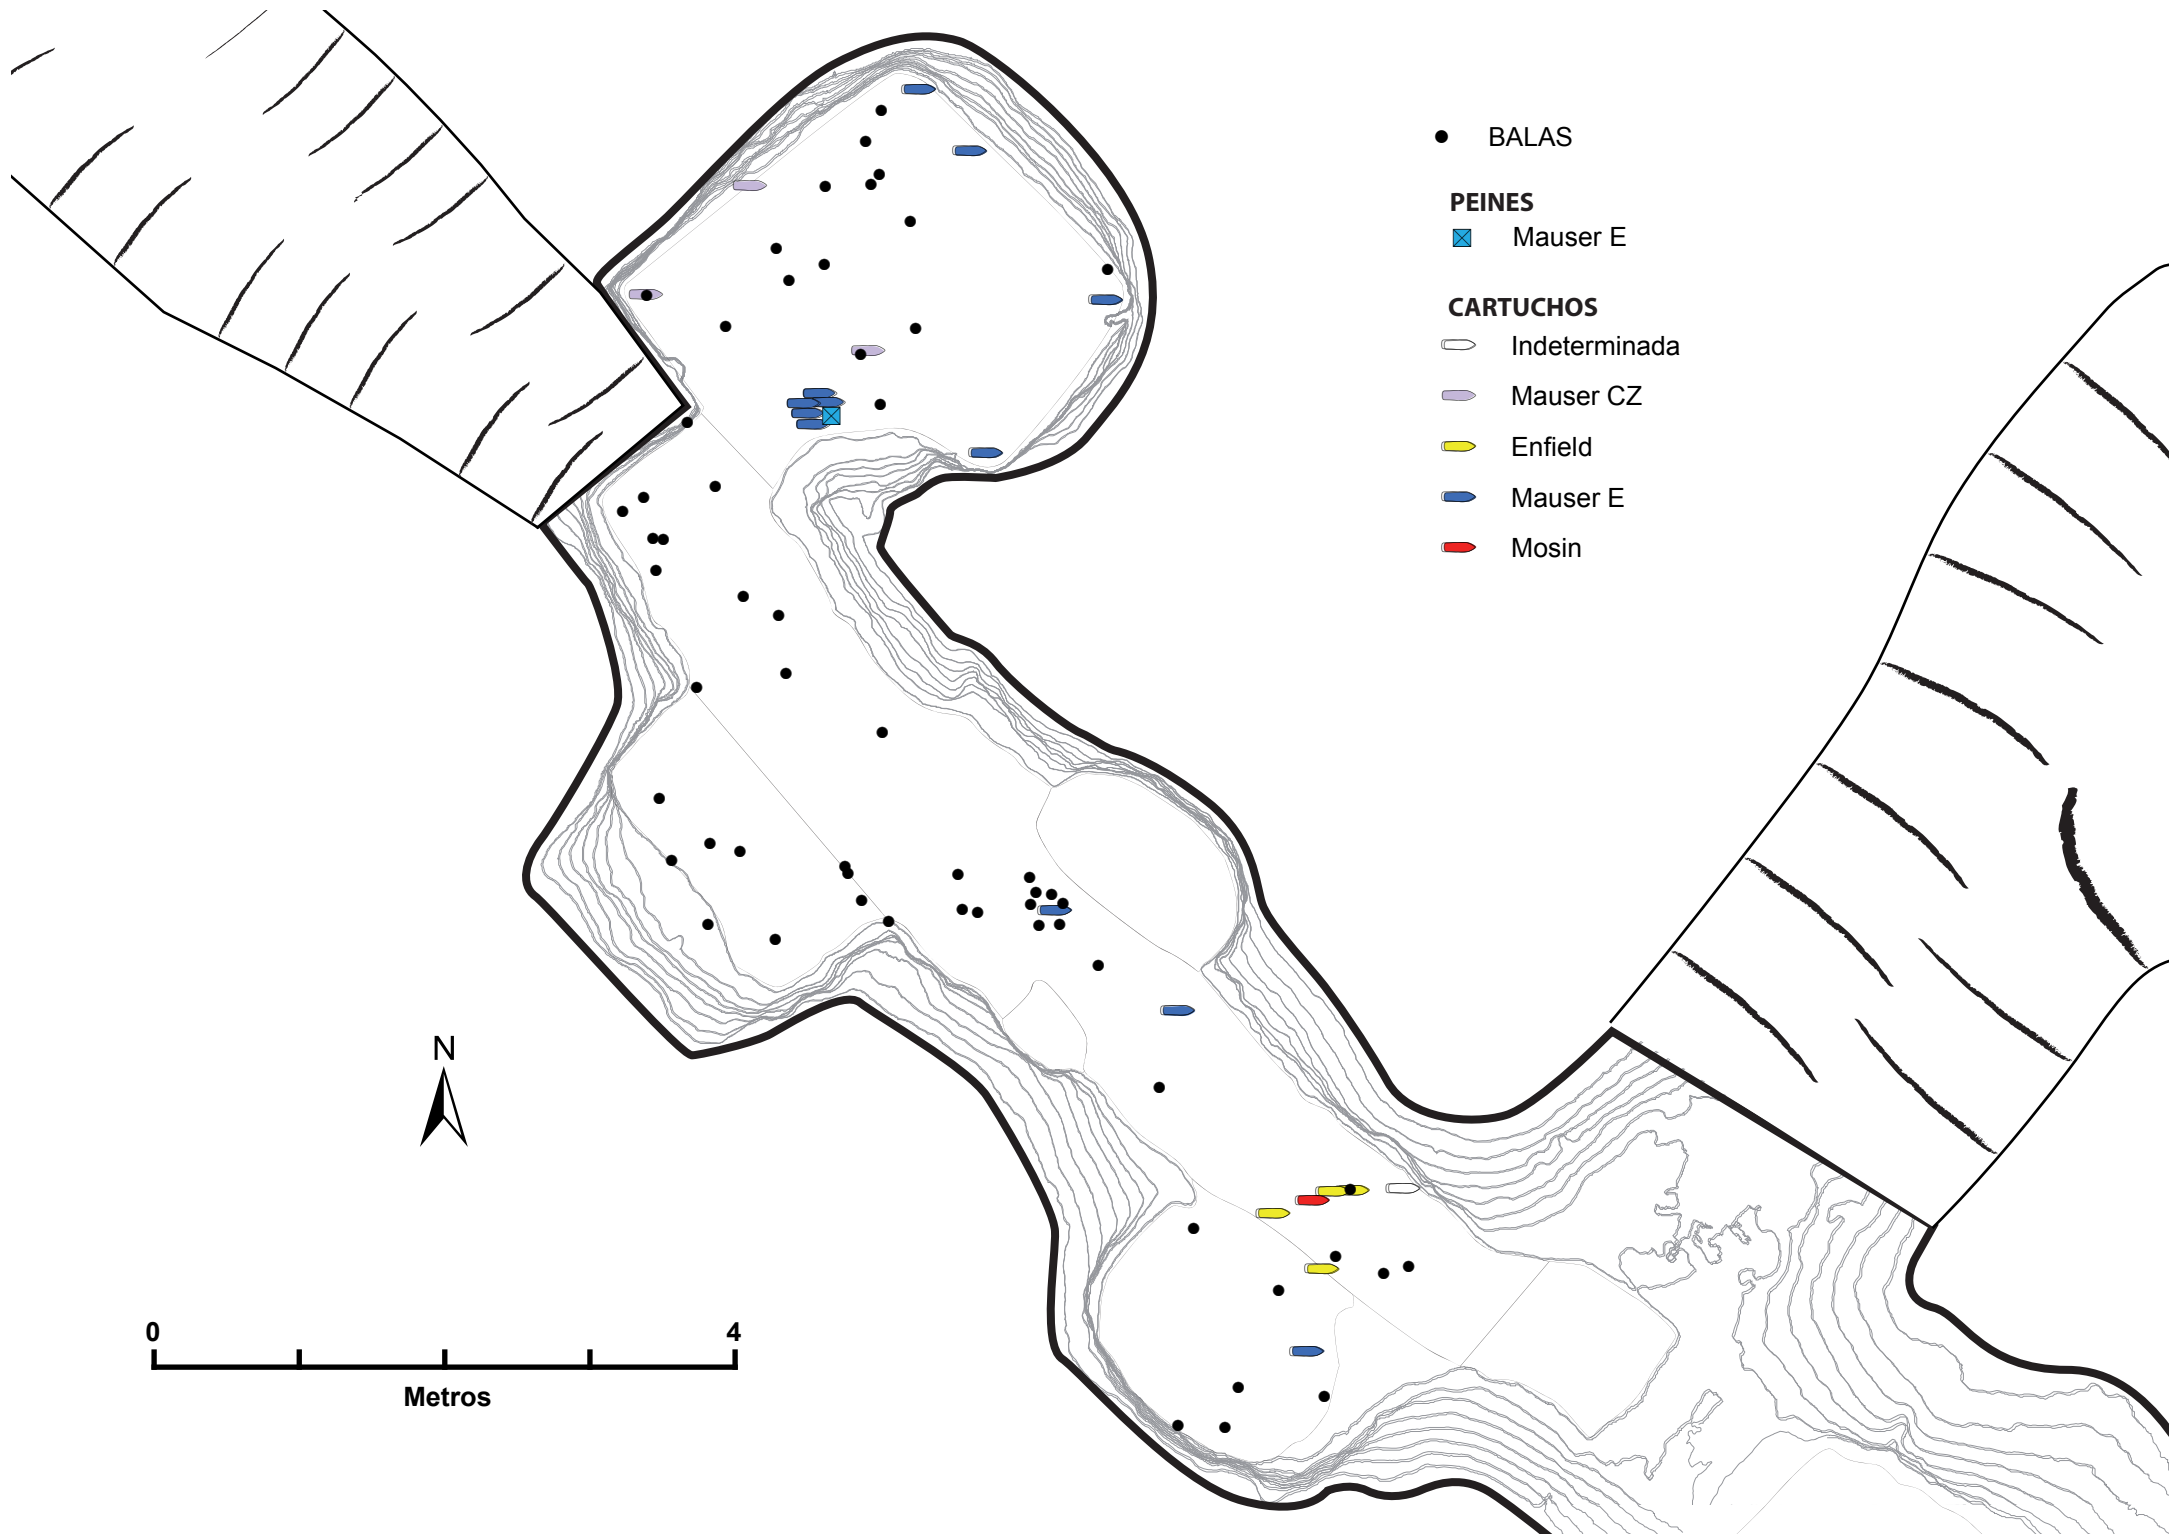 BALAS
PEINES
Mauser E
CARTUCHOS
Indeterminada
Mauser CZ
Enfield
Mauser E
Mosin
N
0 4
Metros